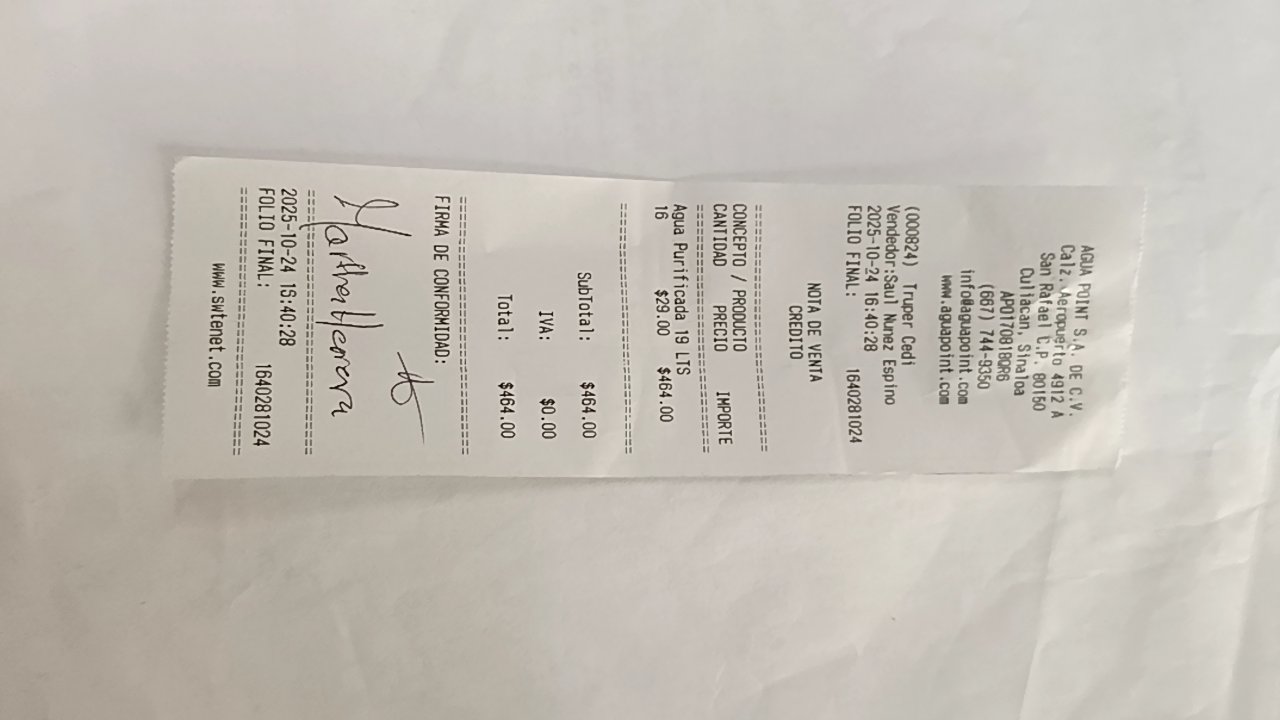 AGUA POINT S.A. DE C.V.
Calz. Aeropuerto 4912 A
San Rafael C.P. 80150
Culiacan, Sinaloa
APO170818QR6
(667) 744-9350
info@aguapoint.com
www.aguapoint.com
(000824) Truper Cedi
Vendedor:Saul Nunez Espino
2025-10-24 16:40:28
FOLIO FINAL: 1640281024
NOTA DE VENTA
CREDITO
CONCEPTO / PRODUCTO
CANTIDAD PRECIO IMPORTE
Agua Purificada 19 LTS
16 $29.00 $464.00
SubTotal: $464.00
IVA: $0.00
Total: $464.00
FIRMA DE CONFORMIDAD:
Martha Herrera
2025-10-24 16:40:28
FOLIO FINAL: 1640281024
www.swtenet.com